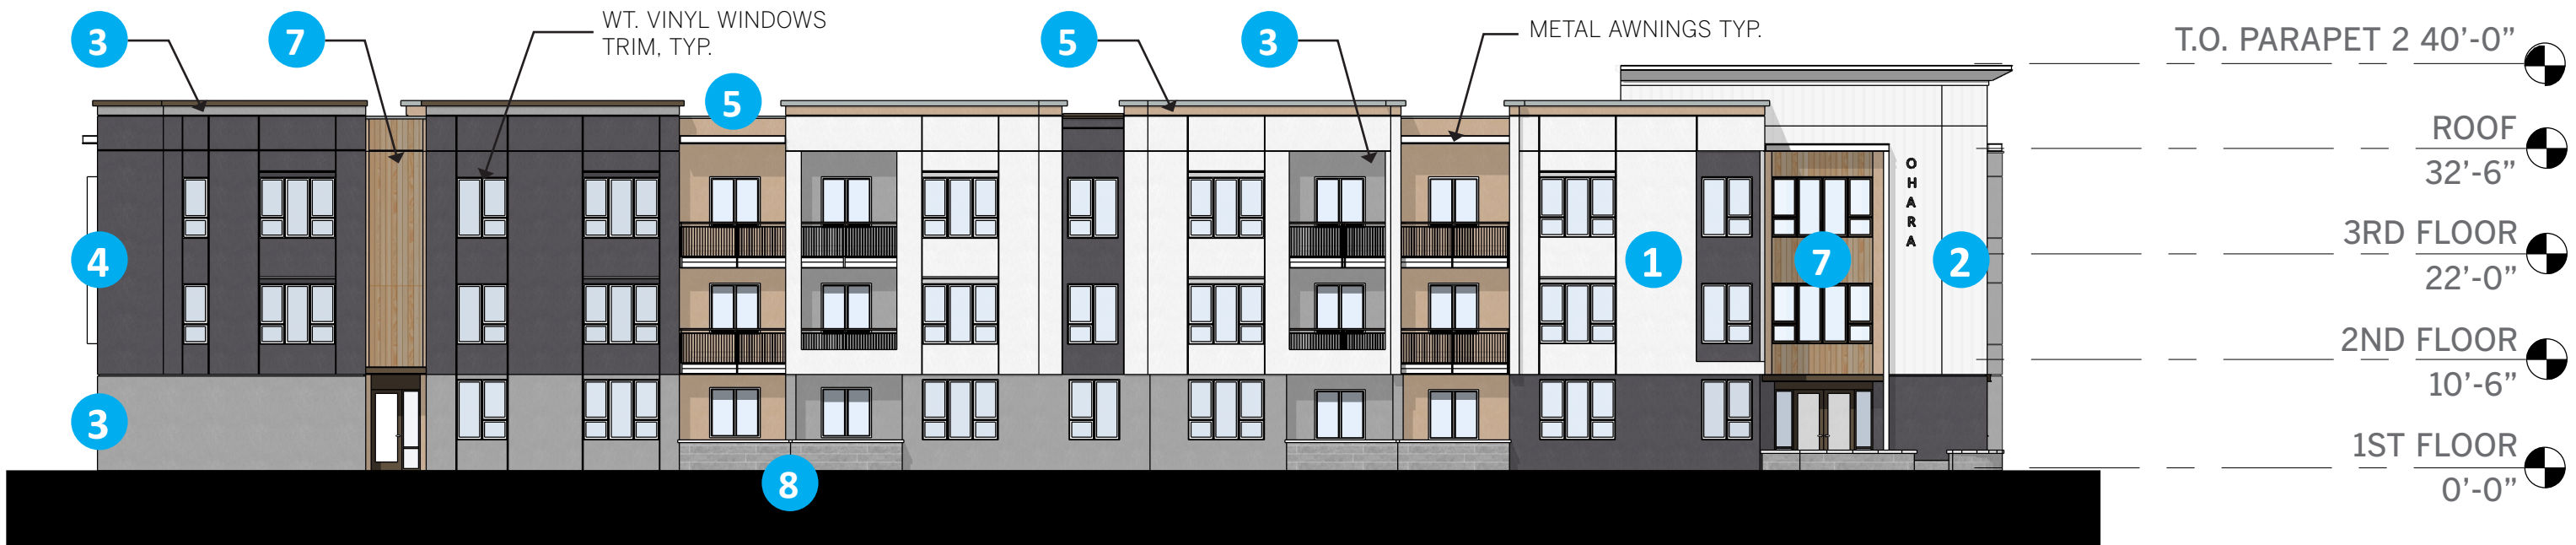 3
7
WT. VINYL WINDOWS
TRIM, TYP.
5
3
METAL AWNINGS TYP.
5
T.O. PARAPET 2 40’-0”
ROOF
32’-6”
3RD FLOOR
22’-0”
2ND FLOOR
10’-6”
1ST FLOOR
0’-0”
OHARA
4
1
7
2
3
8